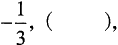 -1/3, (      ),